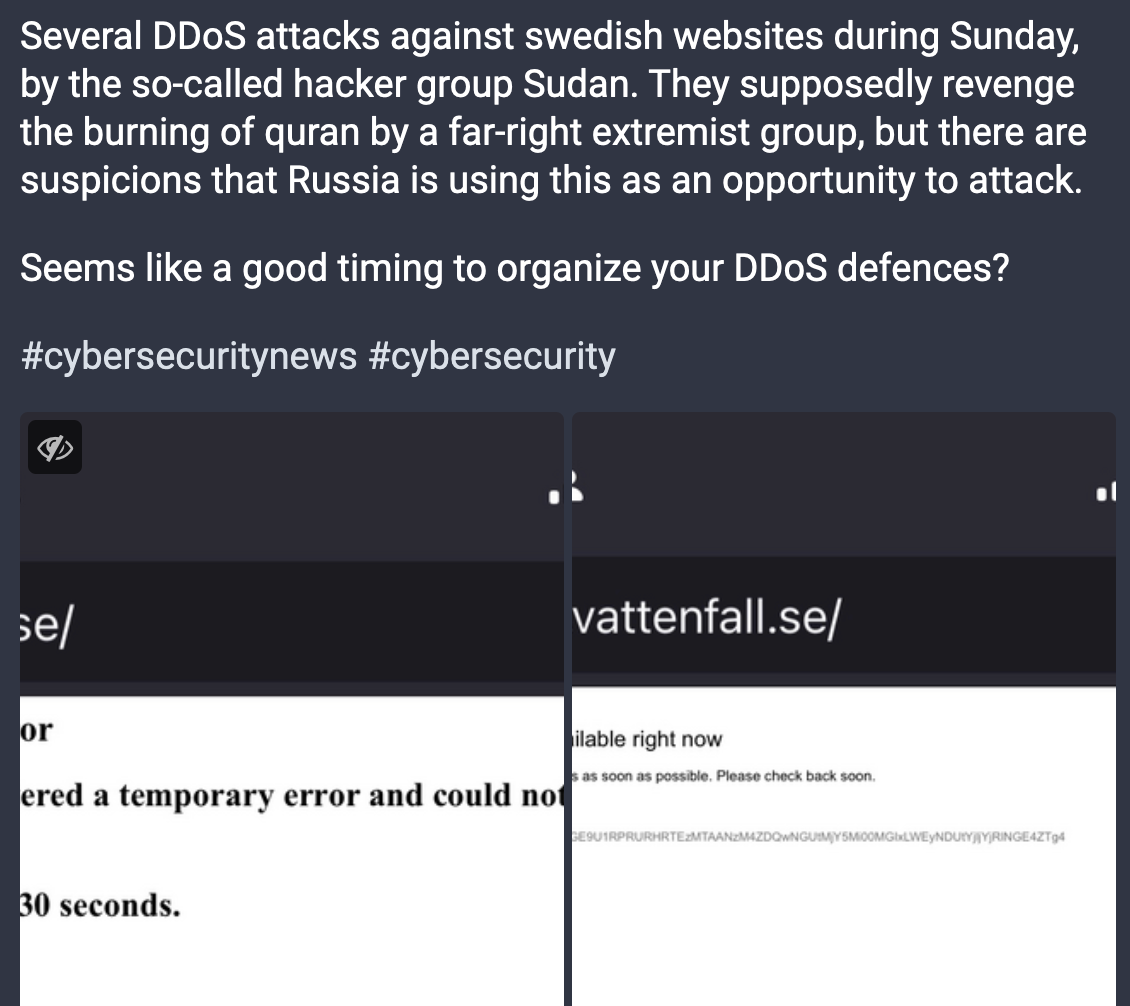 Several DDoS attacks against swedish websites during Sunday,
by the so-called hacker group Sudan. They supposedly revenge
the burning of quran by a far-right extremist group, but there are
suspicions that Russia is using this as an opportunity to attack.
Seems like a good timing to organize your DDoS defences?
#cybersecuritynews #cybersecurity
se/
or
ered a temporary error and could not
30 seconds.
vattenfall.se/
ilable right now
s as soon as possible. Please check back soon.